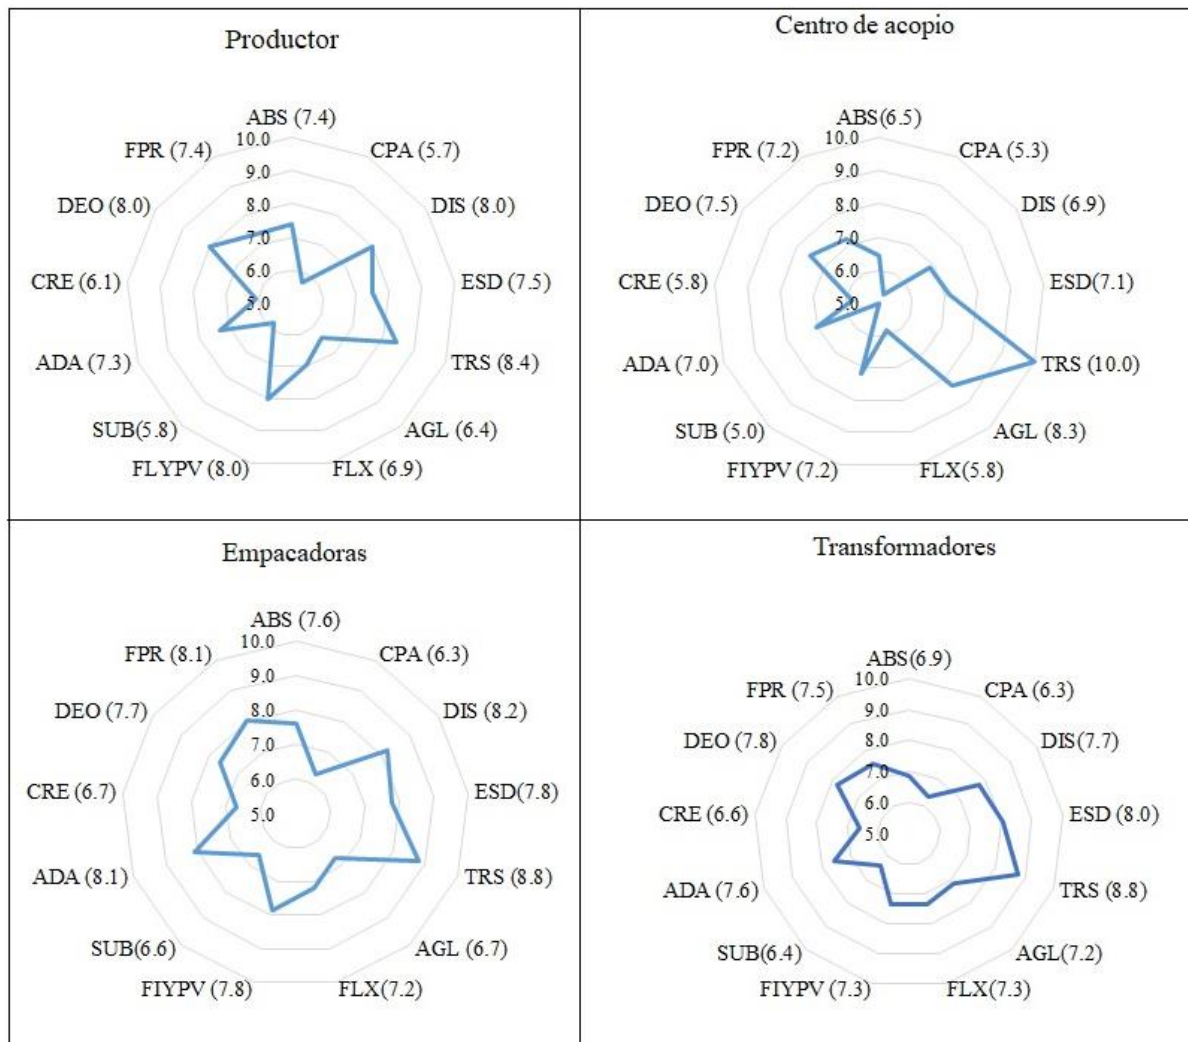 Productor
ABS (7.4)
CPA (5.7)
DIS (8.0)
ESD (7.5)
TRS (8.4)
AGL (6.4)
FLX (6.9)
FLYPV (8.0)
SUB(5.8)
ADA (7.3)
CRE (6.1)
DEO (8.0)
FPR (7.4)
10.0
9.0
8.0
7.0
6.0
5.0
Centro de acopio
ABS(6.5)
CPA (5.3)
DIS (6.9)
ESD(7.1)
TRS (10.0)
AGL (8.3)
FLX(5.8)
FIYPV (7.2)
SUB (5.0)
ADA (7.0)
CRE (5.8)
DEO (7.5)
FPR (7.2)
10.0
9.0
8.0
7.0
6.0
5.0
Empacadoras
ABS (7.6)
CPA (6.3)
DIS (8.2)
ESD(7.8)
TRS (8.8)
AGL (6.7)
FLX(7.2)
FIYPV (7.8)
SUB(6.6)
ADA (8.1)
CRE (6.7)
DEO (7.7)
FPR (8.1)
10.0
9.0
8.0
7.0
6.0
5.0
Transformadores
ABS(6.9)
CPA (6.3)
DIS(7.7)
ESD (8.0)
TRS (8.8)
AGL(7.2)
FLX(7.3)
FIYPV (7.3)
SUB(6.4)
ADA (7.6)
CRE (6.6)
DEO (7.8)
FPR (7.5)
10.0
9.0
8.0
7.0
6.0
5.0